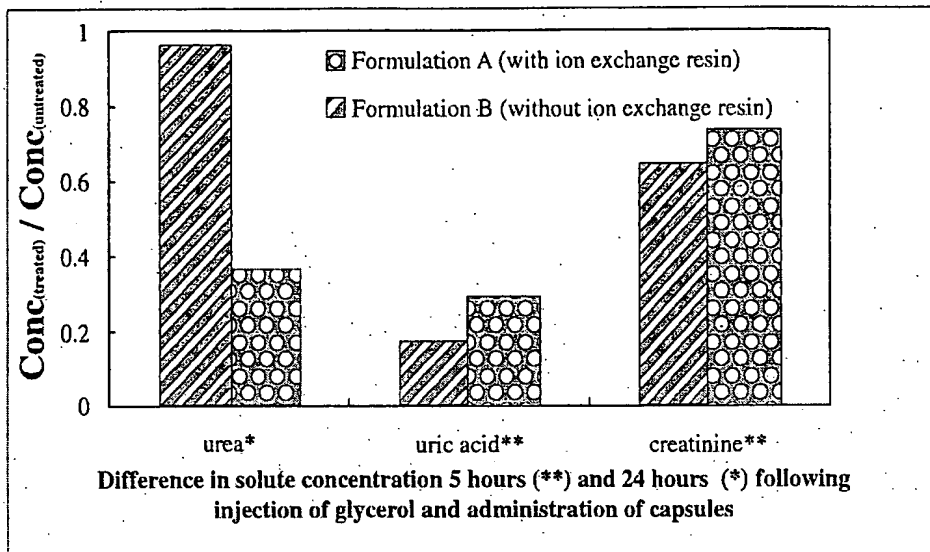 1
0.8
0.6
0.4
0.2
0
Conc(treated) / Conc(untreated)
Formulation A (with ion exchange resin)
Formulation B (without ion exchange resin)
urea*
uric acid**
creatinine**
Difference in solute concentration 5 hours (**) and 24 hours (*) following
injection of glycerol and administration of capsules